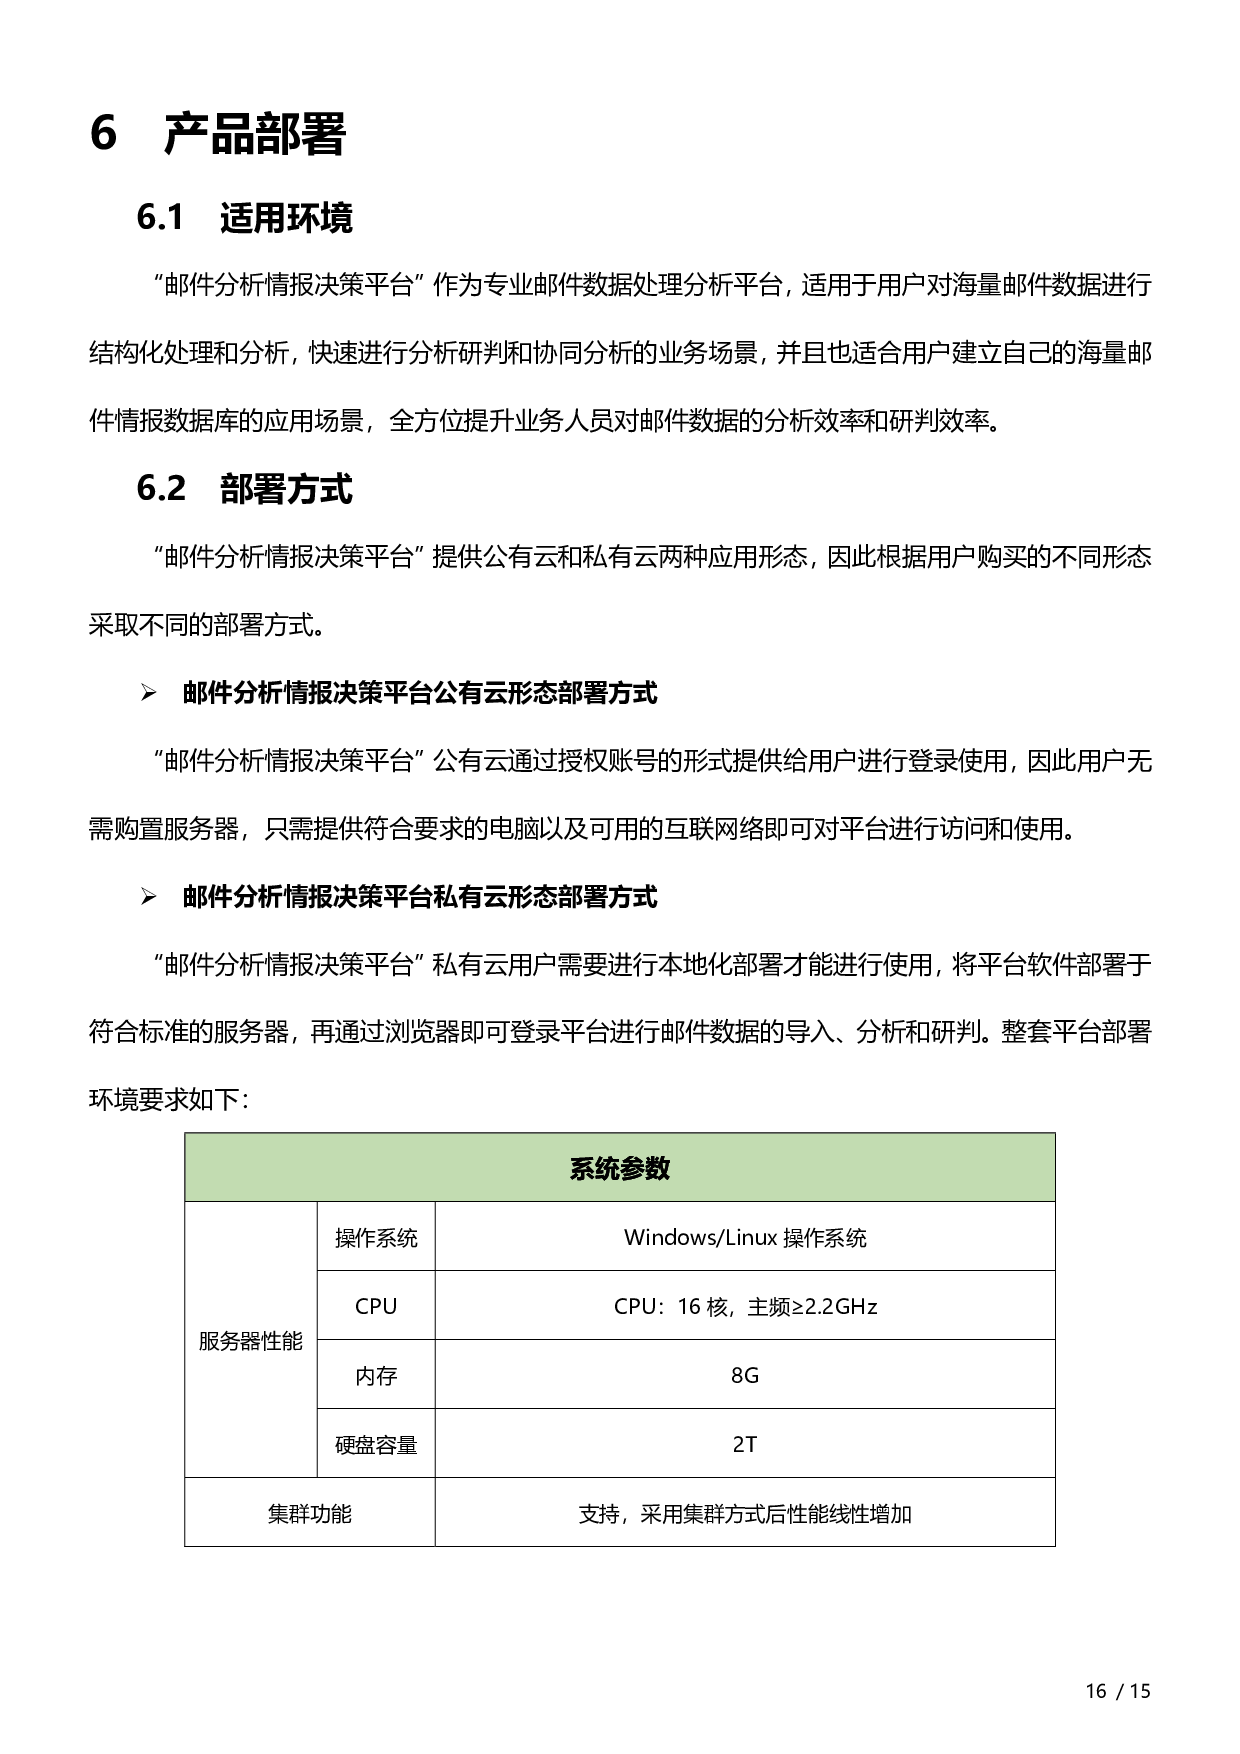 6 产品部署
6.1 适用环境
“邮件分析情报决策平台”作为专业邮件数据处理分析平台，适用于用户对海量邮件数据进行
结构化处理和分析，快速进行分析研判和协同分析的业务场景，并且也适合用户建立自己的海量邮
件情报数据库的应用场景，全方位提升业务人员对邮件数据的分析效率和研判效率。
6.2 部署方式
“邮件分析情报决策平台”提供公有云和私有云两种应用形态，因此根据用户购买的不同形态
采取不同的部署方式。
➢ 邮件分析情报决策平台公有云形态部署方式
“邮件分析情报决策平台”公有云通过授权账号的形式提供给用户进行登录使用，因此用户无
需购置服务器，只需提供符合要求的电脑以及可用的互联网络即可对平台进行访问和使用。
➢ 邮件分析情报决策平台私有云形态部署方式
“邮件分析情报决策平台”私有云用户需要进行本地化部署才能进行使用，将平台软件部署于
符合标准的服务器，再通过浏览器即可登录平台进行邮件数据的导入、分析和研判。整套平台部署
环境要求如下：
系统参数
服务器性能
操作系统
Windows/Linux 操作系统
CPU
CPU：16 核，主频≥2.2GHz
内存
8G
硬盘容量
2T
集群功能
支持，采用集群方式后性能线性增加
16 / 15